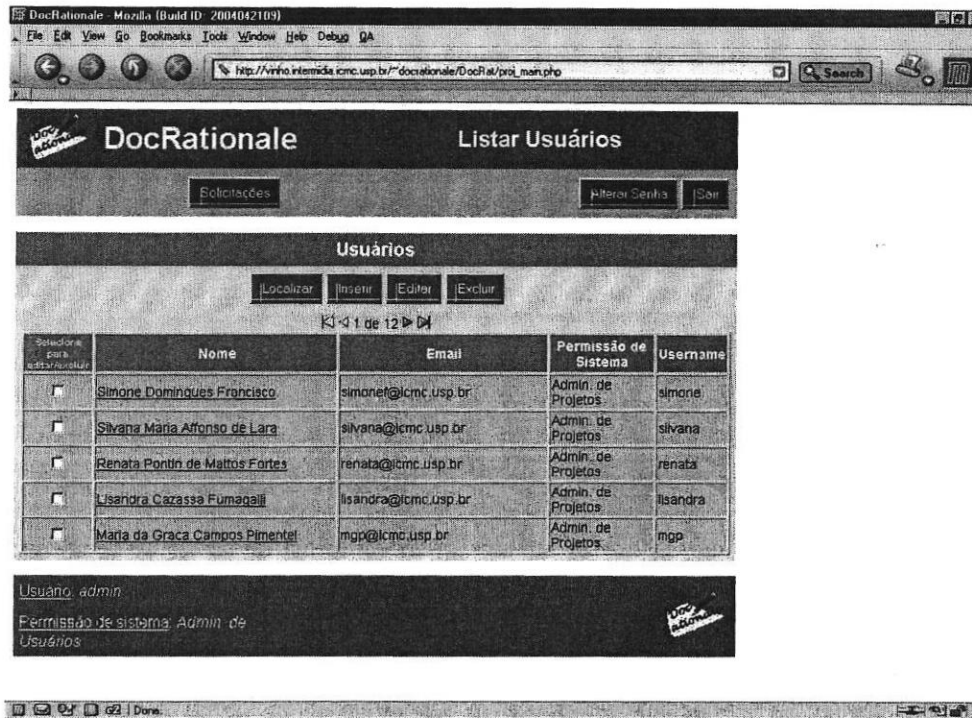 DocRationale - Mozilla {Build ID: 2004042109}
File Edit View Go Bookmarks Tools Window Help Debug QA
http://vinho.intermidia.icmc.usp.br/~docrationale/DocRat/proj_main.php
Search
DocRationale
Listar Usuários
Solicitações
Alterar Senha
Sair
Usuários
Localizar
Inserir
Editar
Excluir
1 de 12
Selecione para editar/excluir
Nome
Email
Permissão de Sistema
Username
Simone Domingues Francisco
simonef@icmc.usp.br
Admin. de Projetos
simone
Silvana Maria Affonso de Lara
silvana@icmc.usp.br
Admin. de Projetos
silvana
Renata Pontin de Mattos Fortes
renata@icmc.usp.br
Admin. de Projetos
renata
Lisandra Cazassa Fumagalli
lisandra@icmc.usp.br
Admin. de Projetos
lisandra
Maria da Graca Campos Pimentel
mgp@icmc.usp.br
Admin. de Projetos
mgp
Usuário: admin
Permissão de sistema: Admin. de
Usuários
Done.